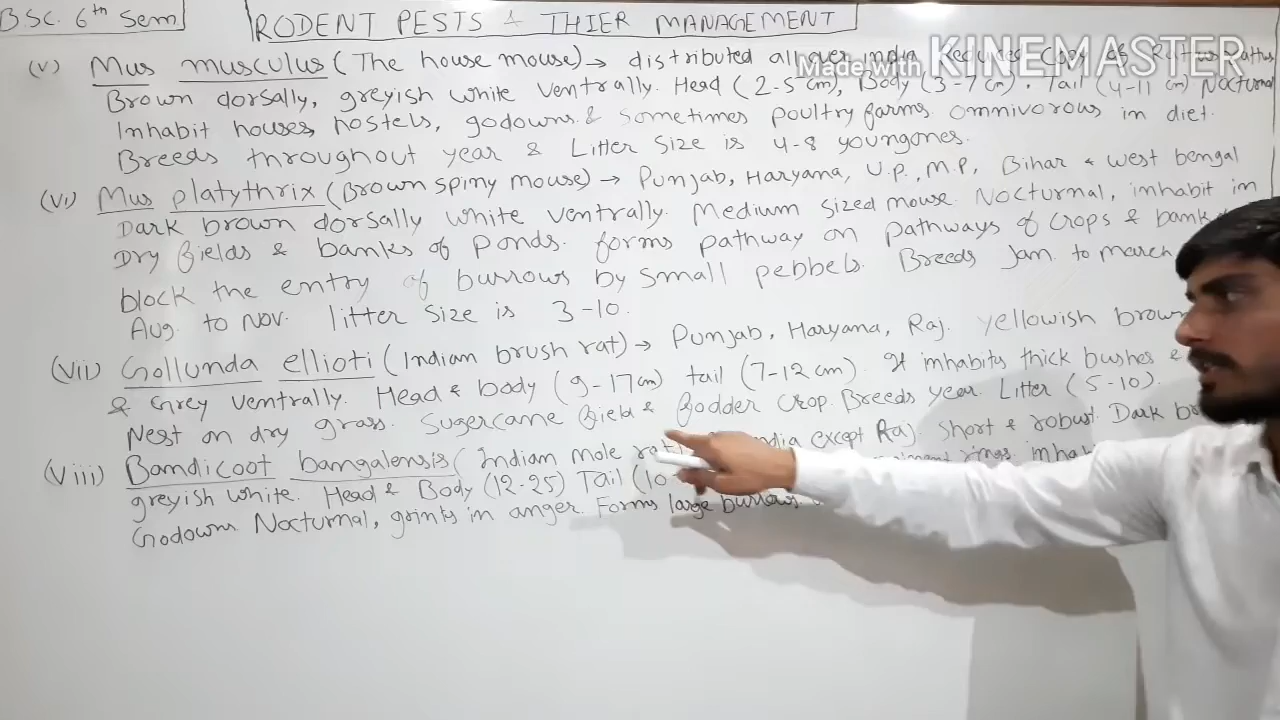 BSC. 6th Sem
RODENT PESTS & THIER MANAGEMENT
Made with KINEMASTER
(V) Mus musculus (The house mouse) → distributed all over india
Brown dorsally, greyish white ventrally. Head (2-5 cm), Body (3-7 cm). Tail (4-11 cm) Nocturnal
Inhabit houses, hostels, godowns & sometimes poultry farms. omnivorous in diet.
Breeds throughout year & Litter size is 4-8 youngones.
(VI) Mus platythrix (Brown spiny mouse) → Punjab, Haryana, U.P., M.P., Bihar & west bengal
Dark brown dorsally white ventrally. Medium sized mouse. Nocturnal, inhabit in
Dry fields & banks of ponds. forms pathway on pathways of crops & bank
block the entry of burrows by small pebbels. Breeds Jan. to march
Aug. to Nov. litter size is 3-10.
(VII) Gollunda ellioti (Indian brush rat) → Punjab, Haryana, Raj. yellowish brown
& Grey ventrally. Head & body (9-17cm) tail (7-12 cm). It inhabits thick bushes &
Nest on dry grass. Sugercane field & fodder crop. Breeds year. Litter (5-10).
(Viii) Bandicoot bangalensis (Indian mole rat) India except Raj. Short & robust. Dark
greyish white. Head & Body (12-25) Tail (10- rings. inha
Godown Nocturnal, grints in anger. Forms large burrows.